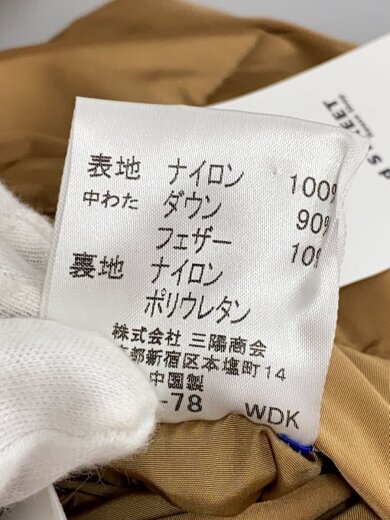 表地 ナイロン 100%
中わた ダウン 90%
フェザー 10%
裏地 ナイロン
ポリウレタン
株式会社 三陽商会
都新宿区本塩町14
中国製
-78 WDK
STREET